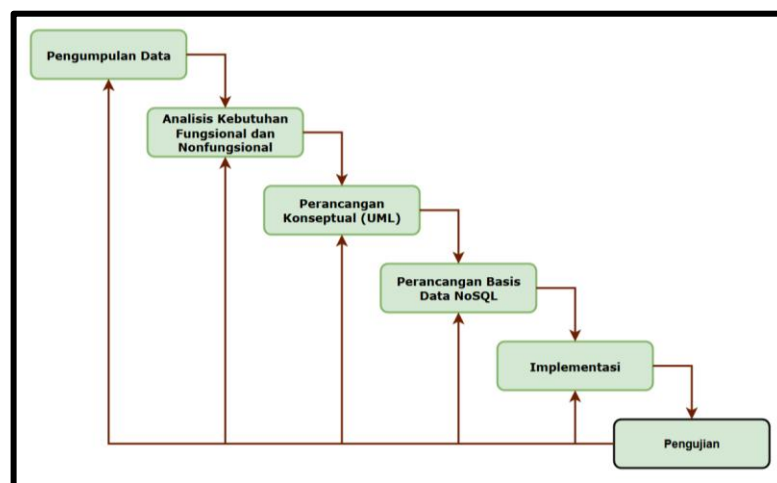 Pengumpulan Data
Analisis Kebutuhan
Fungsional dan
Nonfungsional
Perancangan
Konseptual (UML)
Perancangan Basis
Data NoSQL
Implementasi
Pengujian